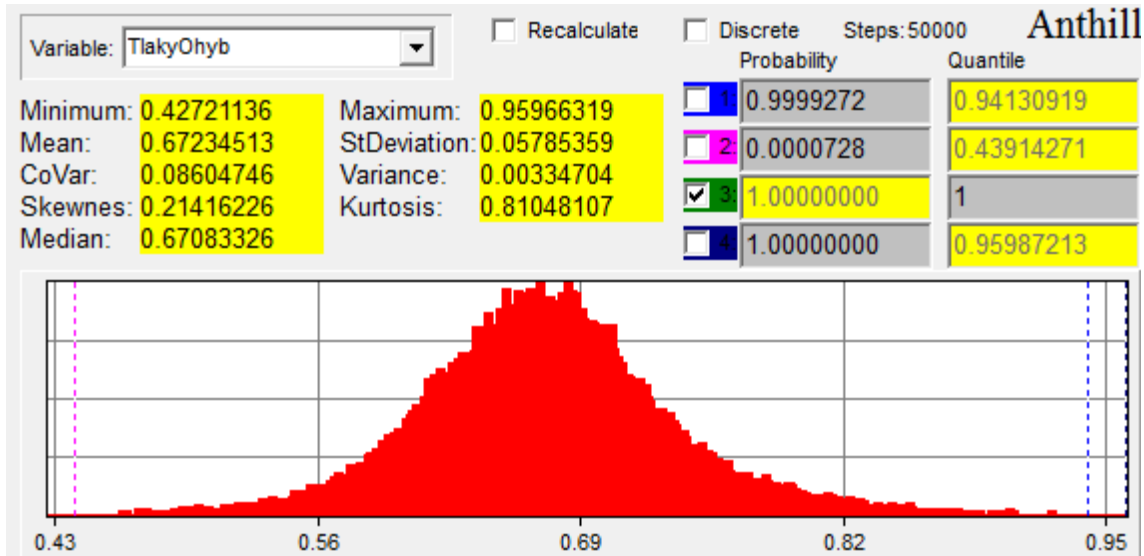 Variable: TlakyOhyb
Recalculate
Discrete Steps:50000 Anthill
Probability Quantile
Minimum: 0.42721136 Maximum: 0.95966319 1: 0.9999272 0.94130919
Mean: 0.67234513 StDeviation: 0.05785359 2: 0.0000728 0.43914271
CoVar: 0.08604746 Variance: 0.00334704 3: 1.00000000 1
Skewnes: 0.21416226 Kurtosis: 0.81048107
Median: 0.67083326 4: 1.00000000 0.95987213
0.43 0.56 0.69 0.82 0.95